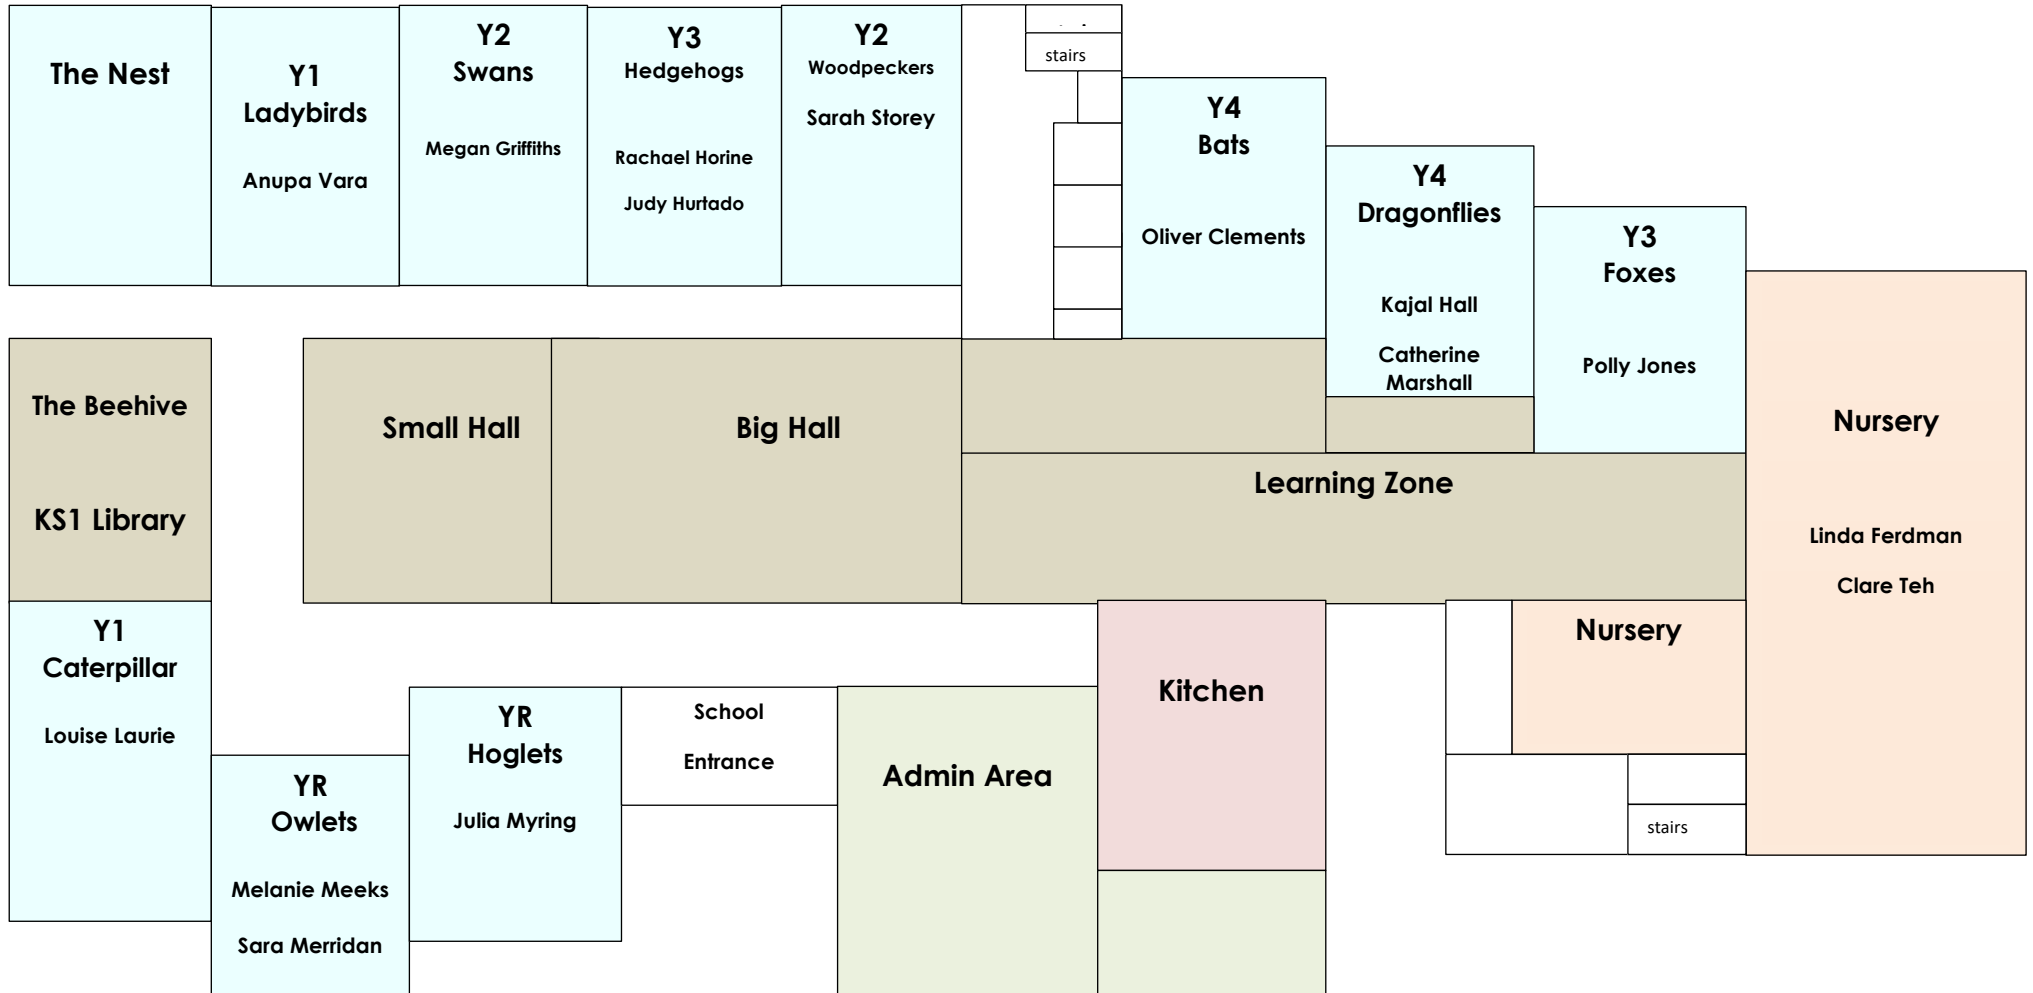 The Nest
Y1
Ladybirds
Anupa Vara
Y2
Swans
Megan Griffiths
Y3
Hedgehogs
Rachael Horine
Judy Hurtado
Y2
Woodpeckers
Sarah Storey
stairs
Y4
Bats
Oliver Clements
Y4
Dragonflies
Kajal Hall
Catherine
Marshall
Y3
Foxes
Polly Jones
Nursery
Linda Ferdman
Clare Teh
The Beehive
KS1 Library
Small Hall
Big Hall
Learning Zone
Y1
Caterpillar
Louise Laurie
YR
Owlets
Melanie Meeks
Sara Merridan
YR
Hoglets
Julia Myring
School
Entrance
Admin Area
Kitchen
Nursery
stairs